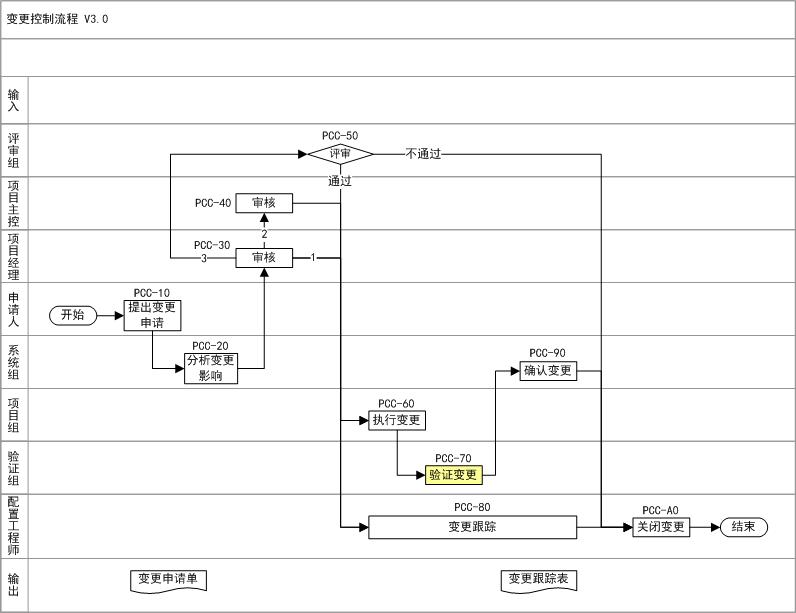 变更控制流程 V3.0
输入
评审组
PCC-50
评审
不通过
通过
项目主控
PCC-40
审核
2
项目经理
PCC-30
3
审核
1
申请人
开始
PCC-10
提出变更
申请
系统组
PCC-20
分析变更
影响
PCC-90
确认变更
项目组
PCC-60
执行变更
验证组
PCC-70
验证变更
配置工程师
PCC-80
变更跟踪
PCC-A0
关闭变更
结束
输出
变更申请单
变更跟踪表